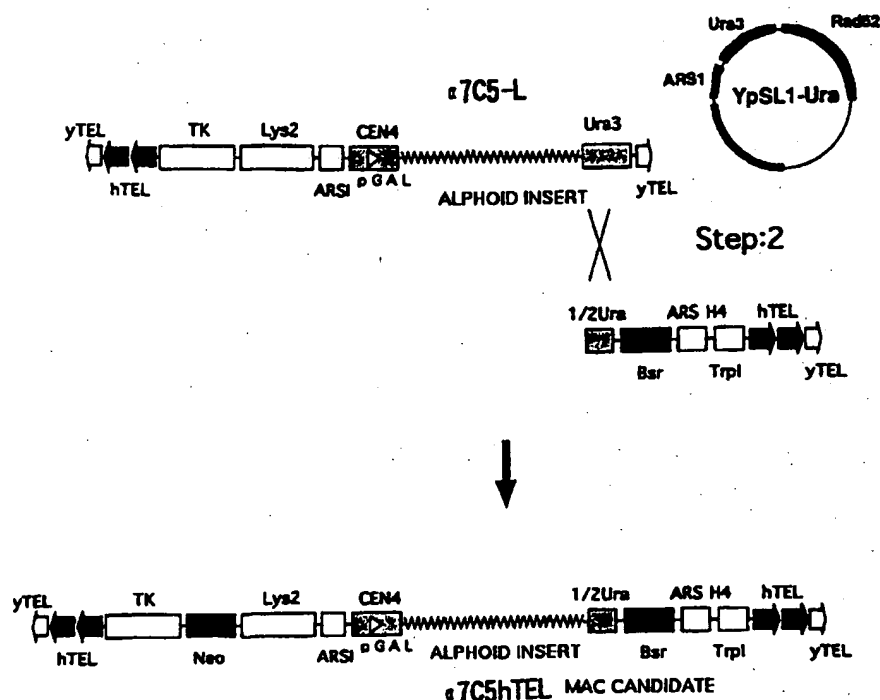 Ura3 Rad52
ARS1
YpSL1-Ura
α7C5-L
yTEL TK Lys2 CEN4 Ura3
hTEL ARSI pGAL ALPHOID INSERT yTEL
Step:2
1/2Ura ARS H4 hTEL
Bsr TrpI yTEL
yTEL TK Lys2 CEN4 1/2Ura ARS H4 hTEL
hTEL Neo ARSI pGAL ALPHOID INSERT Bsr TrpI yTEL
α7C5hTEL MAC CANDIDATE